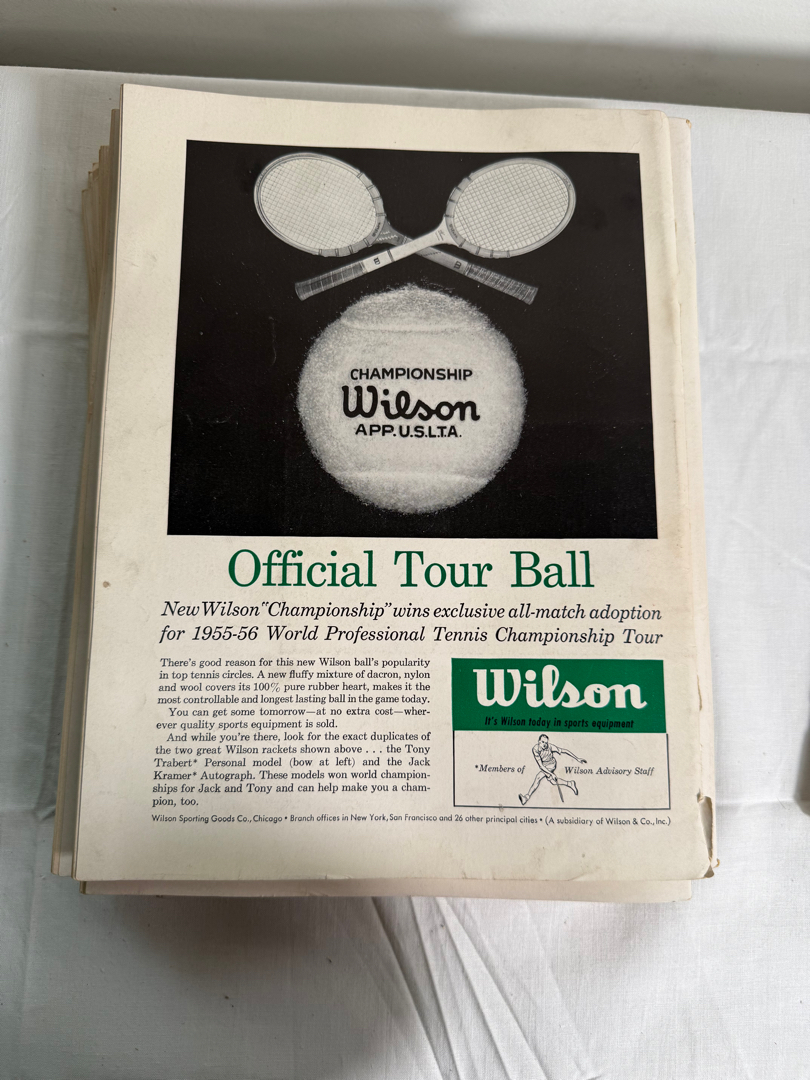 CHAMPIONSHIP
Wilson
APP. U.S.L.T.A.
Official Tour Ball
New Wilson "Championship" wins exclusive all-match adoption
for 1955-56 World Professional Tennis Championship Tour
There's good reason for this new Wilson ball's popularity
in top tennis circles. A new fluffy mixture of dacron, nylon
and wool covers its 100% pure rubber heart, makes it the
most controllable and longest lasting ball in the game today.
You can get some tomorrow—at no extra cost—wher-
ever quality sports equipment is sold.
And while you're there, look for the exact duplicates of
the two great Wilson rackets shown above . . . the Tony
Trabert* Personal model (bow at left) and the Jack
Kramer* Autograph. These models won world champion-
ships for Jack and Tony and can help make you a cham-
pion, too.
Wilson
It's Wilson today in sports equipment
*Members of Wilson Advisory Staff
Wilson Sporting Goods Co., Chicago • Branch offices in New York, San Francisco and 26 other principal cities • (A subsidiary of Wilson & Co., Inc.)